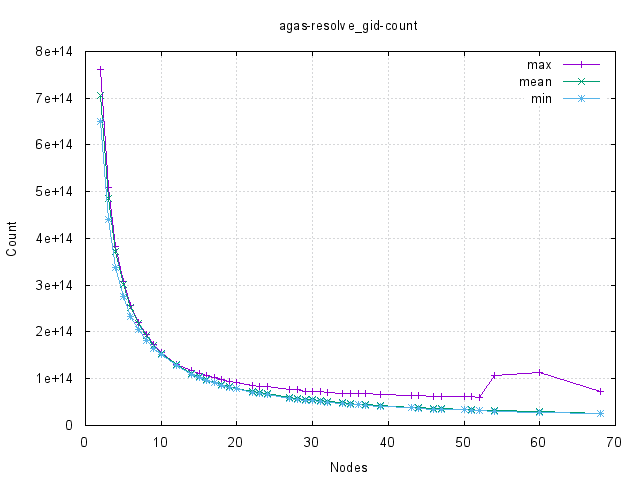 agas-resolve_gid-count
8e+14
7e+14
6e+14
5e+14
4e+14
3e+14
2e+14
1e+14
0
max
mean
min
Count
0 10 20 30 40 50 60 70
Nodes